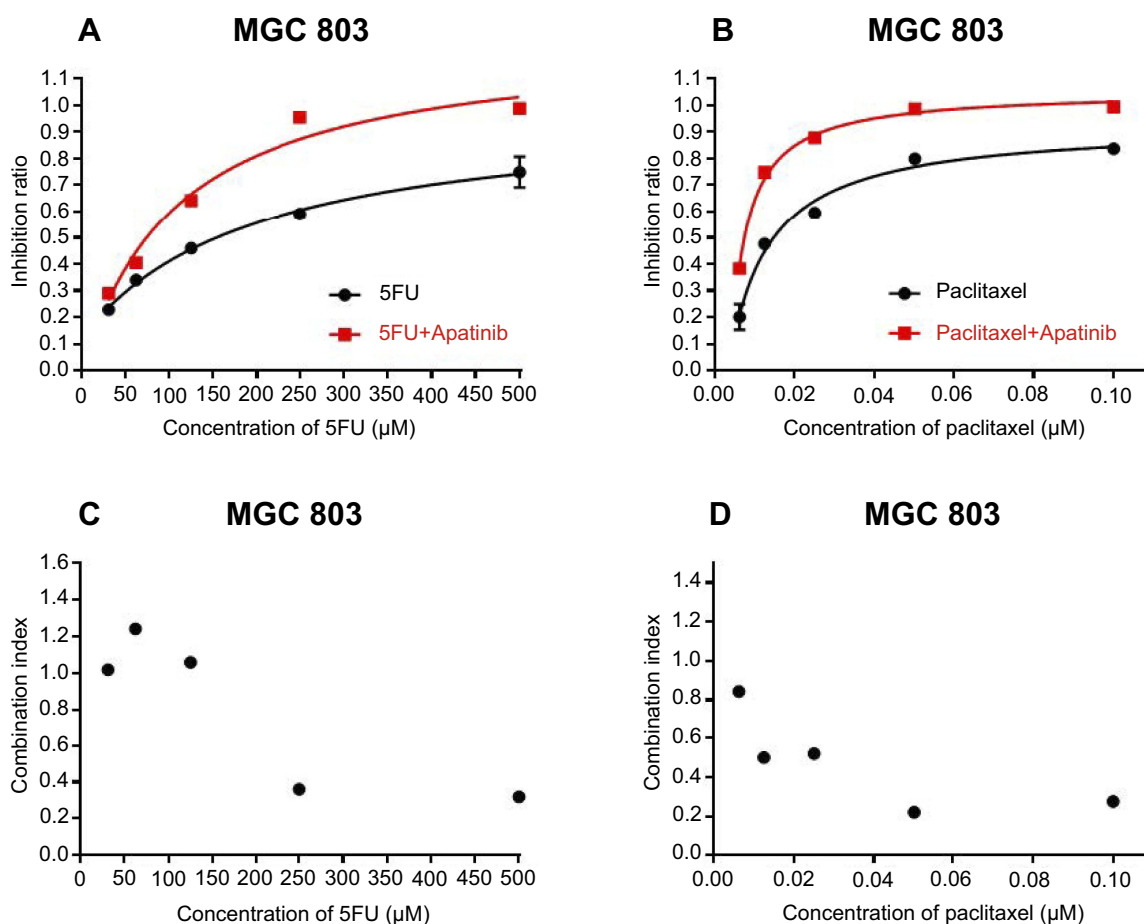 A
MGC 803
Inhibition ratio
1.1
1.0
0.9
0.8
0.7
0.6
0.5
0.4
0.3
0.2
0.1
0.0
5FU
5FU+Apatinib
0 50 100 150 200 250 300 350 400 450 500
Concentration of 5FU (µM)
B
MGC 803
Inhibition ratio
1.1
1.0
0.9
0.8
0.7
0.6
0.5
0.4
0.3
0.2
0.1
0.0
Paclitaxel
Paclitaxel+Apatinib
0.00 0.02 0.04 0.06 0.08 0.10
Concentration of paclitaxel (µM)
C
MGC 803
Combination index
1.6
1.4
1.2
1.0
0.8
0.6
0.4
0.2
0.0
0 50 100 150 200 250 300 350 400 450 500
Concentration of 5FU (µM)
D
MGC 803
Combination index
1.4
1.2
1.0
0.8
0.6
0.4
0.2
0.0
0.00 0.02 0.04 0.06 0.08 0.10
Concentration of paclitaxel (µM)